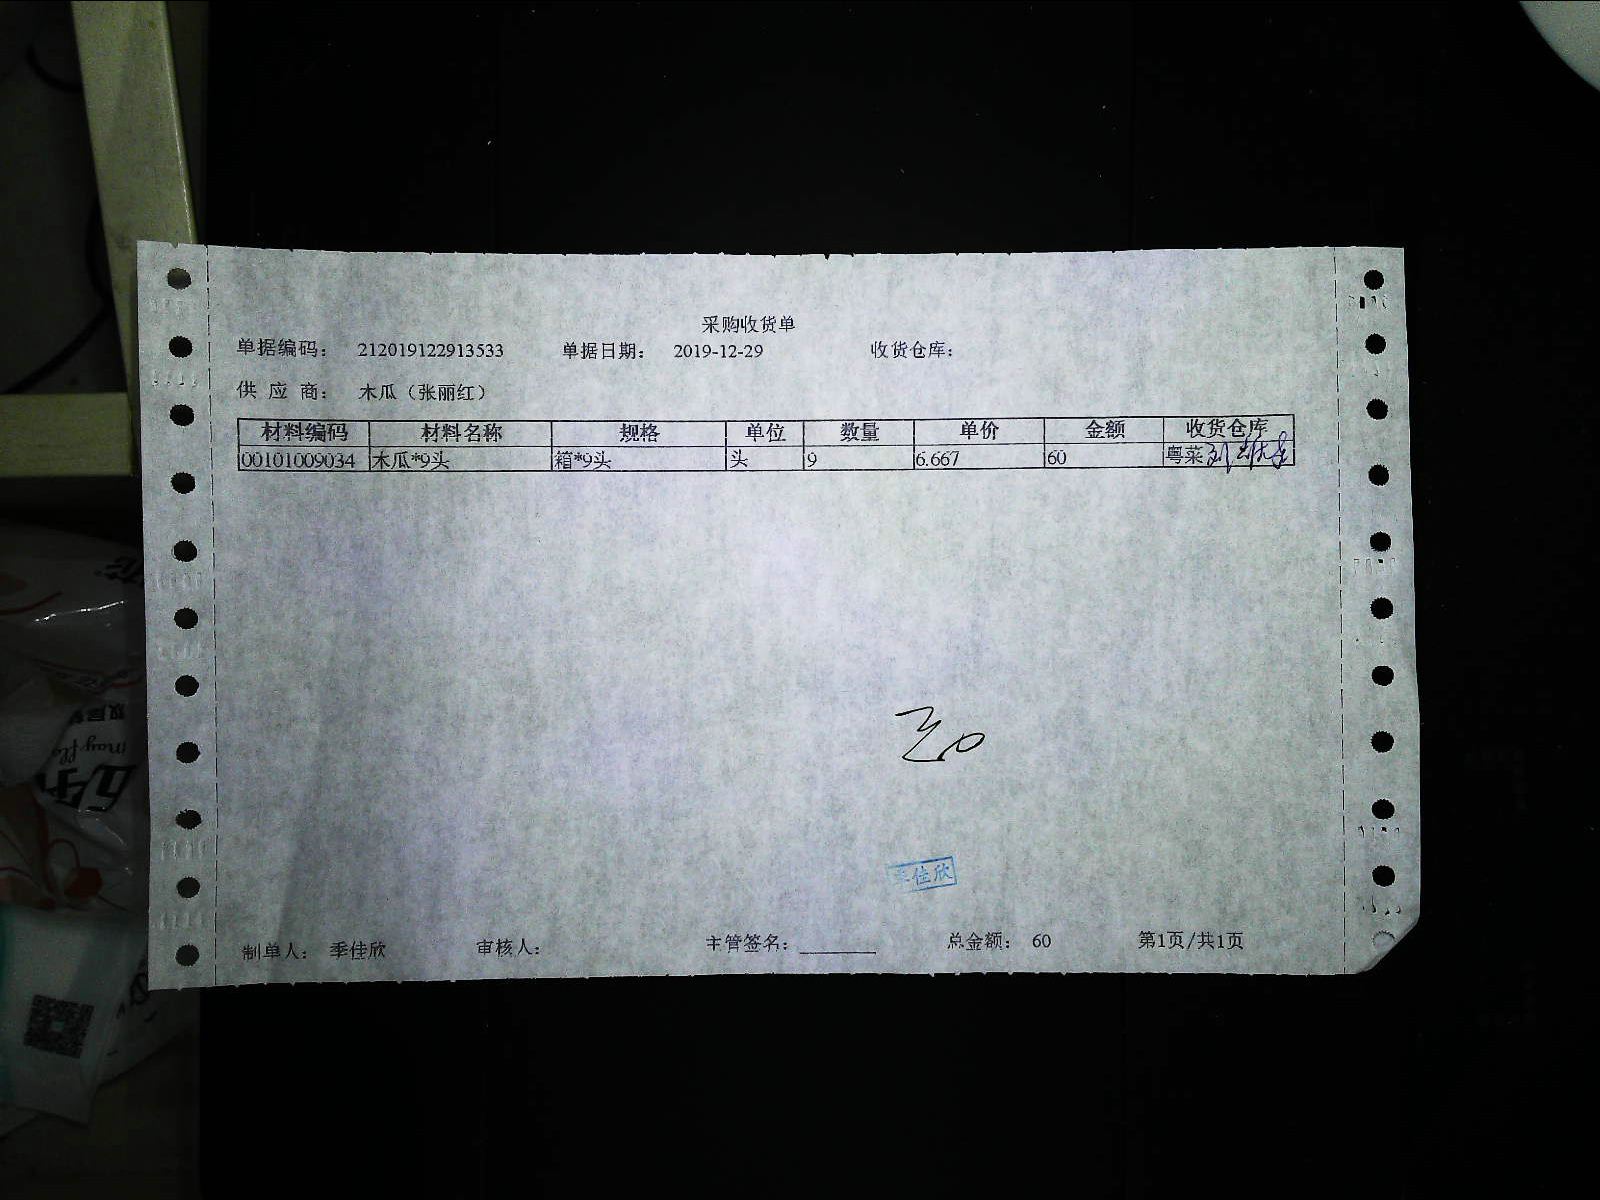 采购收货单
单据编码： 212019122913533 单据日期： 2019-12-29 收货仓库：
供 应 商： 木瓜（张丽红）
材料编码 材料名称 规格 单位 数量 单价 金额 收货仓库
00101009034 木瓜*9头 箱*9头 头 9 6.667 60 粤菜
季佳欣
制单人： 季佳欣 审核人： 主管签名： 总金额： 60 第1页/共1页